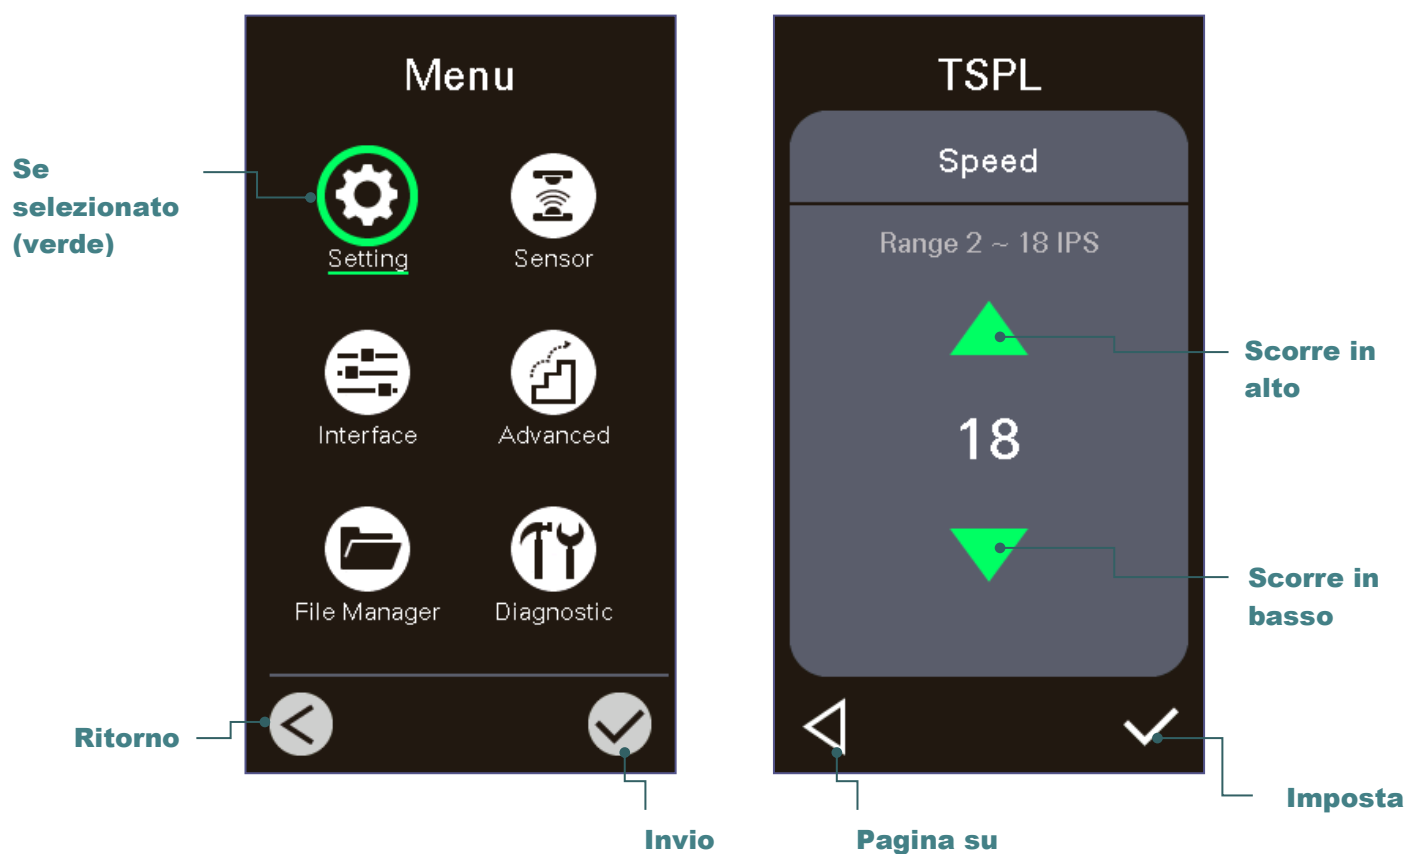 Menu
Se
selezionato
(verde)
Setting
Sensor
Interface
Advanced
File Manager
Diagnostic
Ritorno
Invio
TSPL
Speed
Range 2 ~ 18 IPS
Scorre in
alto
18
Scorre in
basso
Imposta
Pagina su